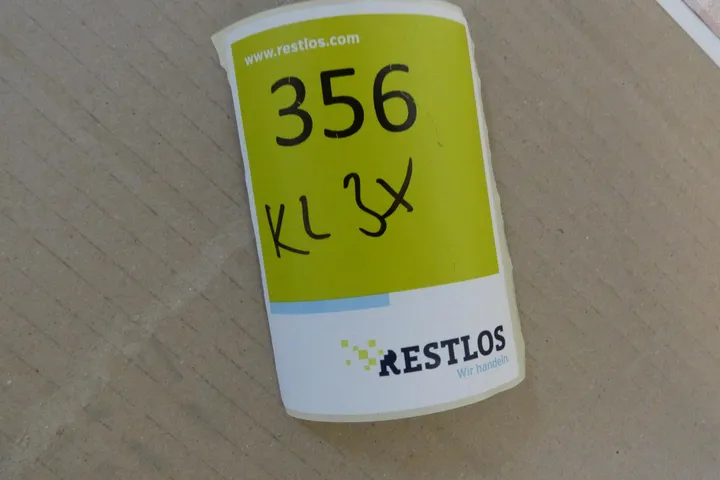 www.restlos.com
356
KL 3x
RESTLOS
Wir handeln.